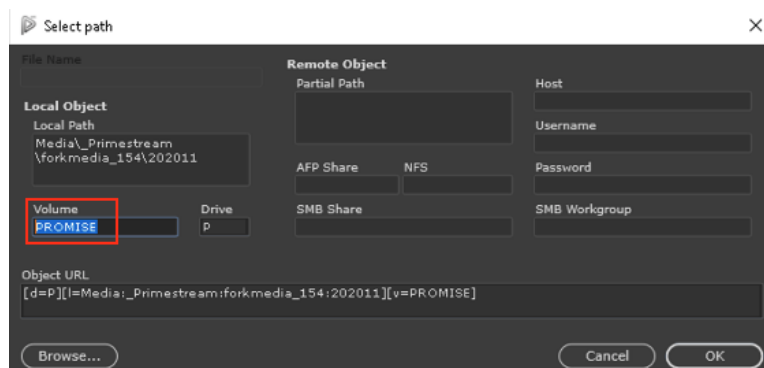 Select path
File Name
Local Object
Local Path
Media\_Primestream
\forkmedia_154\202011
Volume
Drive
PROMISE
P
Remote Object
Partial Path
AFP Share
NFS
SMB Share
Host
Username
Password
SMB Workgroup
Object URL
[d=P][l=Media:_Primestream:forkmedia_154:202011][v=PROMISE]
Browse...
Cancel
OK